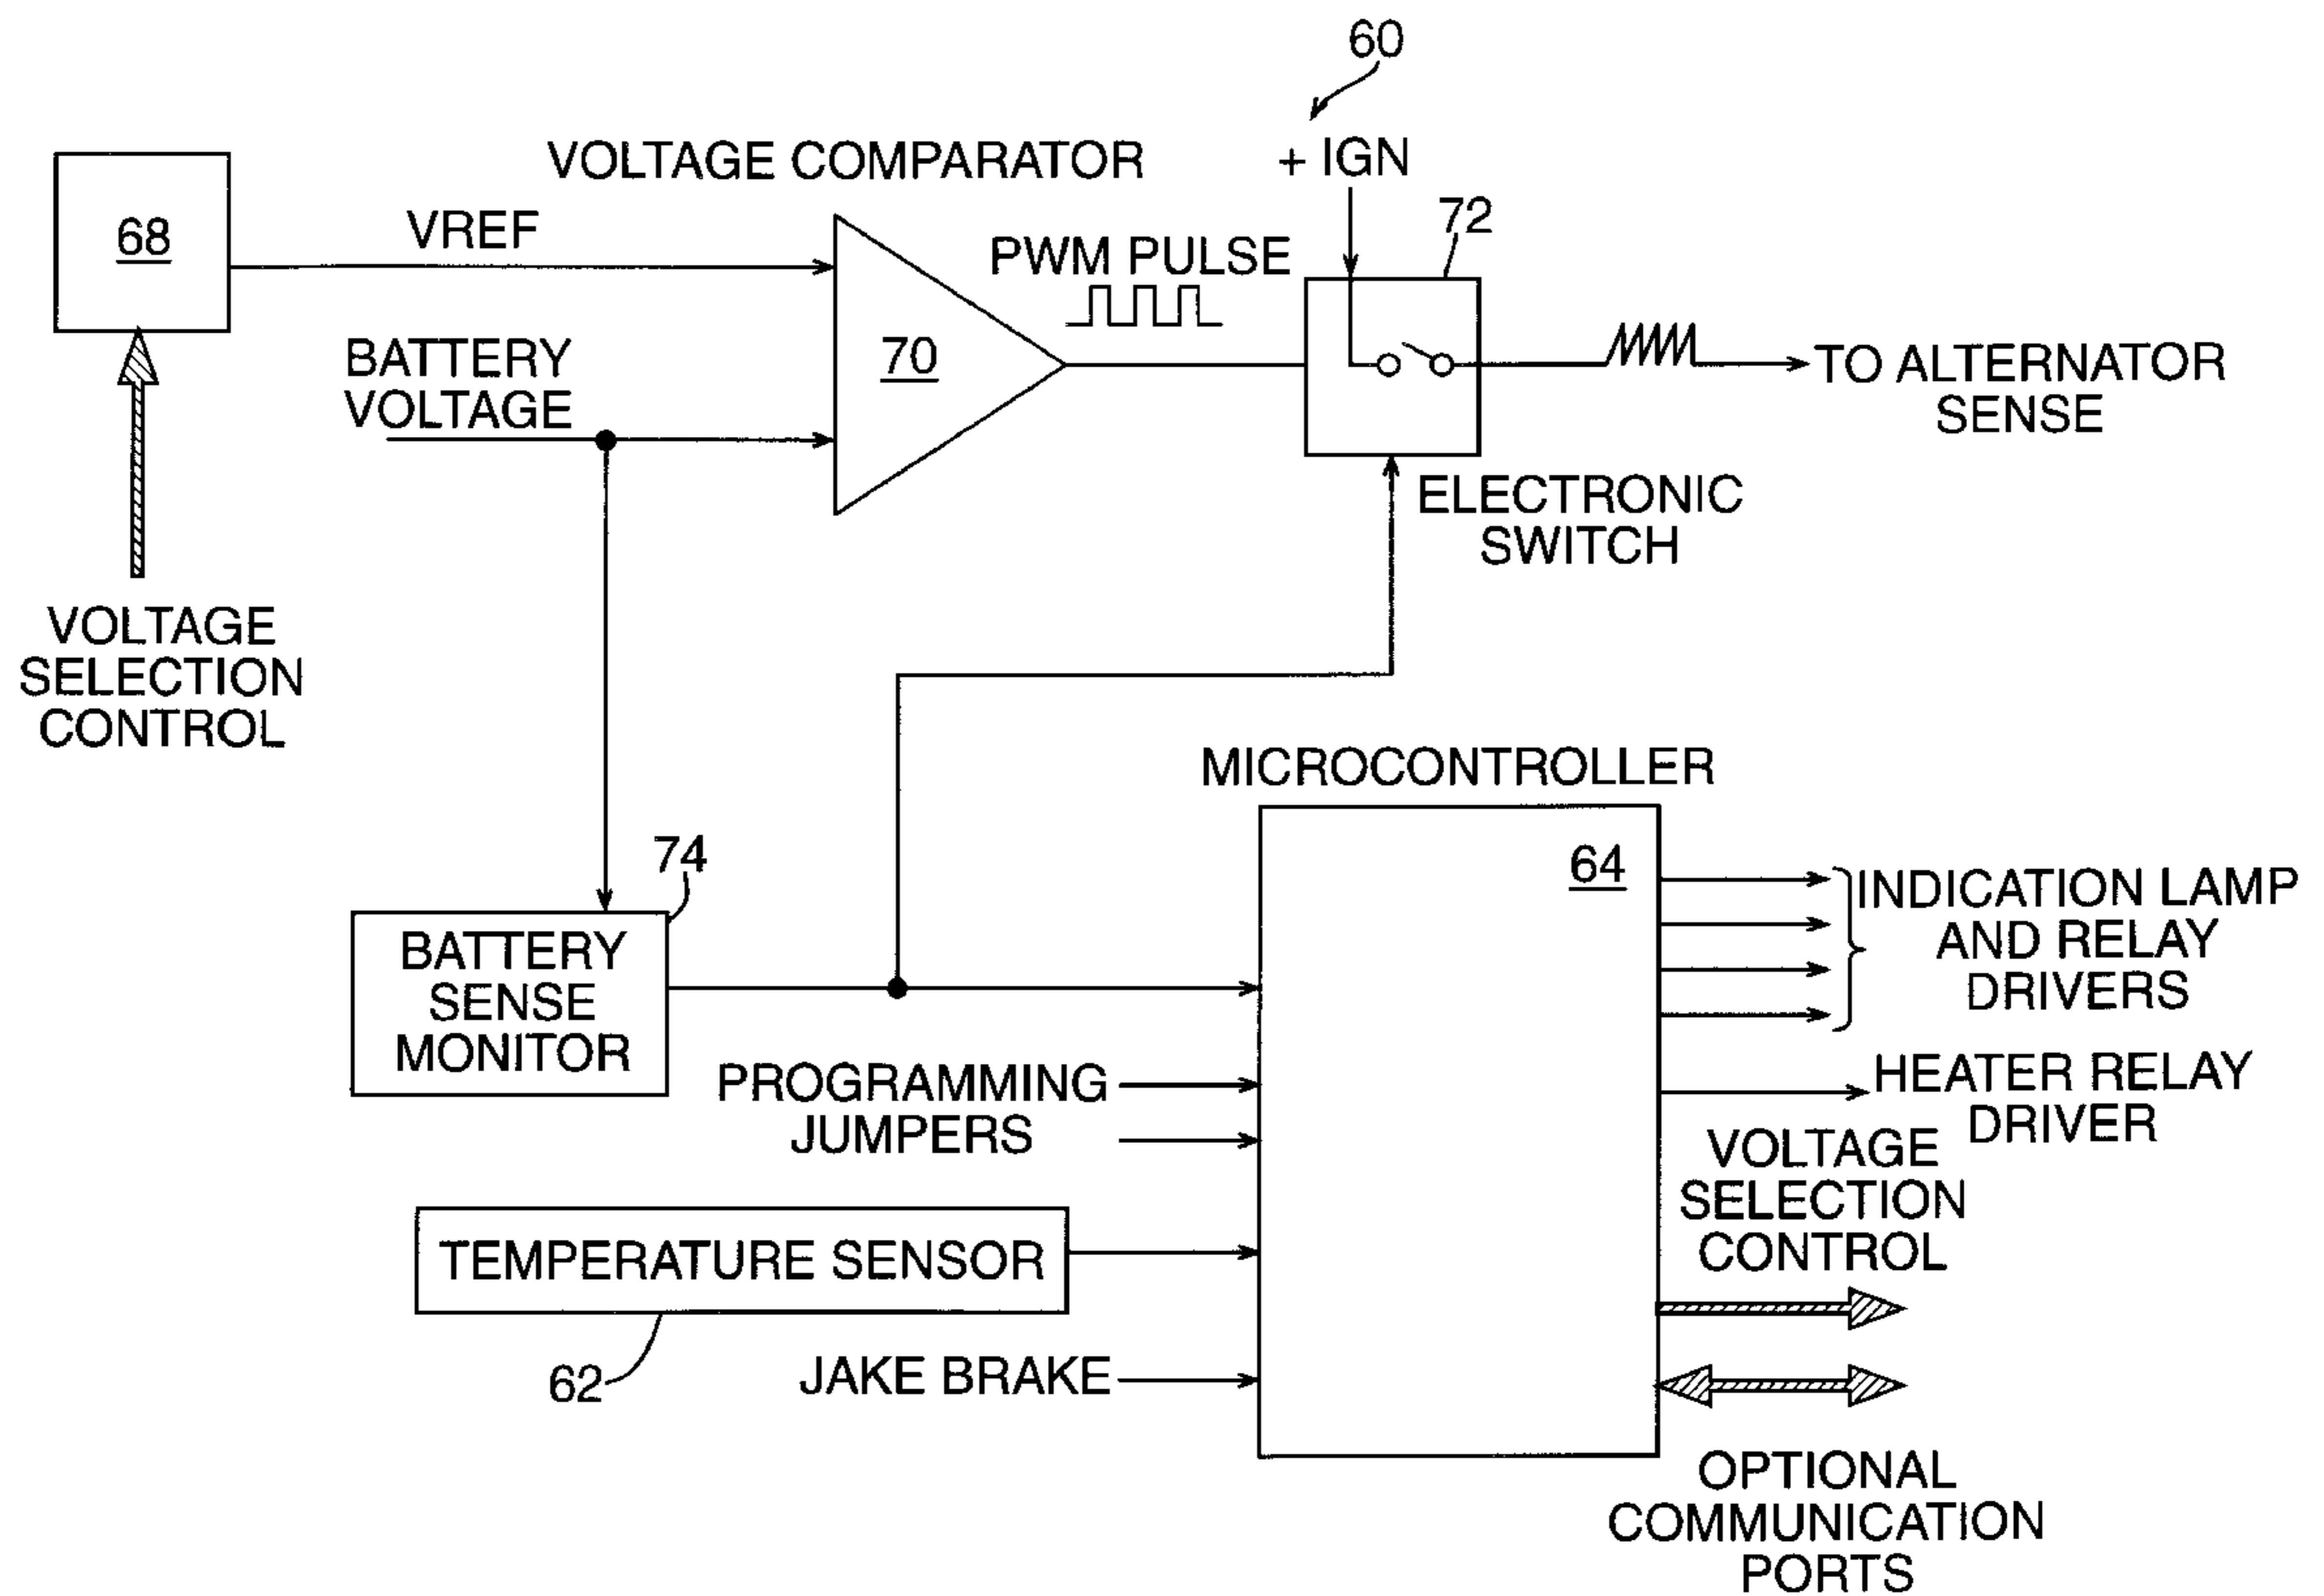 60
+ IGN
VOLTAGE COMPARATOR
72
68
VREF
PWM PULSE
BATTERY
VOLTAGE
70
TO ALTERNATOR
SENSE
ELECTRONIC
SWITCH
VOLTAGE
SELECTION
CONTROL
MICROCONTROLLER
74
64
BATTERY
SENSE
MONITOR
INDICATION LAMP
AND RELAY
DRIVERS
PROGRAMMING
JUMPERS
HEATER RELAY
DRIVER
VOLTAGE
SELECTION
CONTROL
TEMPERATURE SENSOR
62
JAKE BRAKE
OPTIONAL
COMMUNICATION
PORTS